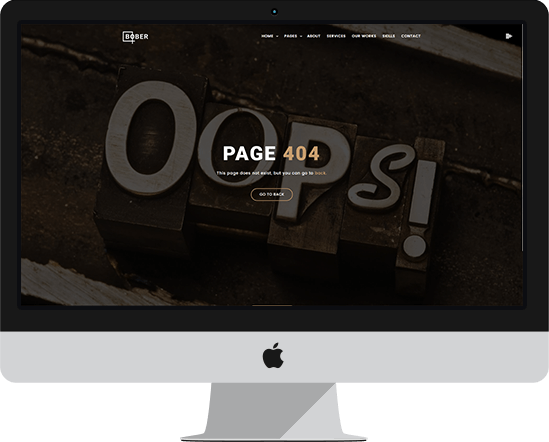 BOBER
HOME PAGES ABOUT SERVICES OUR WORKS SKILLS CONTACT
OOPS!
PAGE 404
This page does not exist, but you can go to back.
GO TO BACK